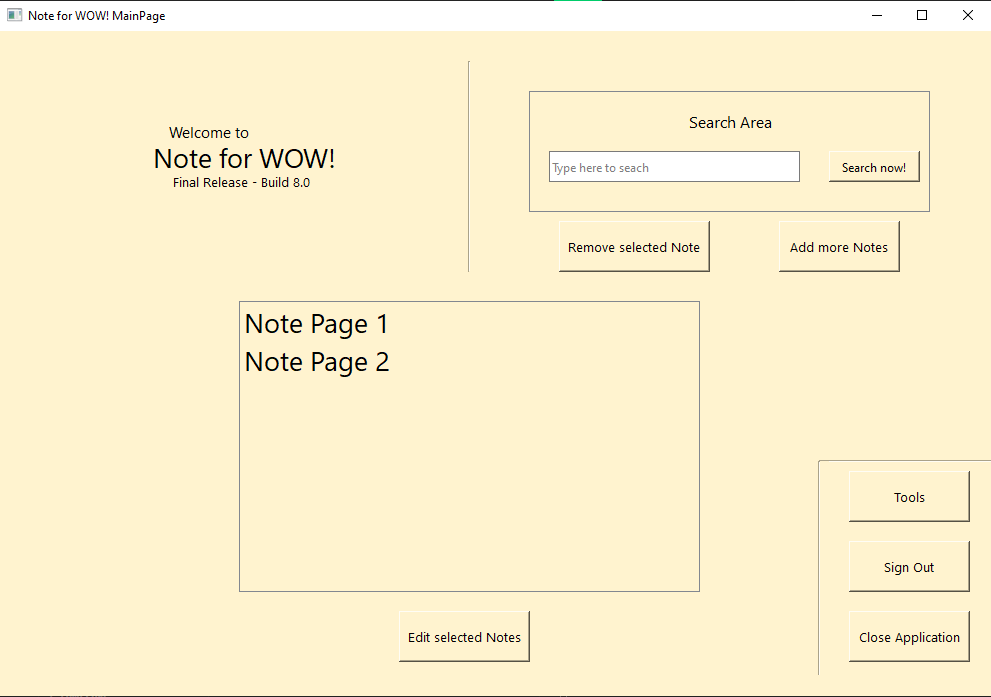 Note for WOW! MainPage
Welcome to
Note for WOW!
Final Release - Build 8.0
Search Area
Type here to seach
Search now!
Remove selected Note
Add more Notes
Note Page 1
Note Page 2
Tools
Sign Out
Edit selected Notes
Close Application